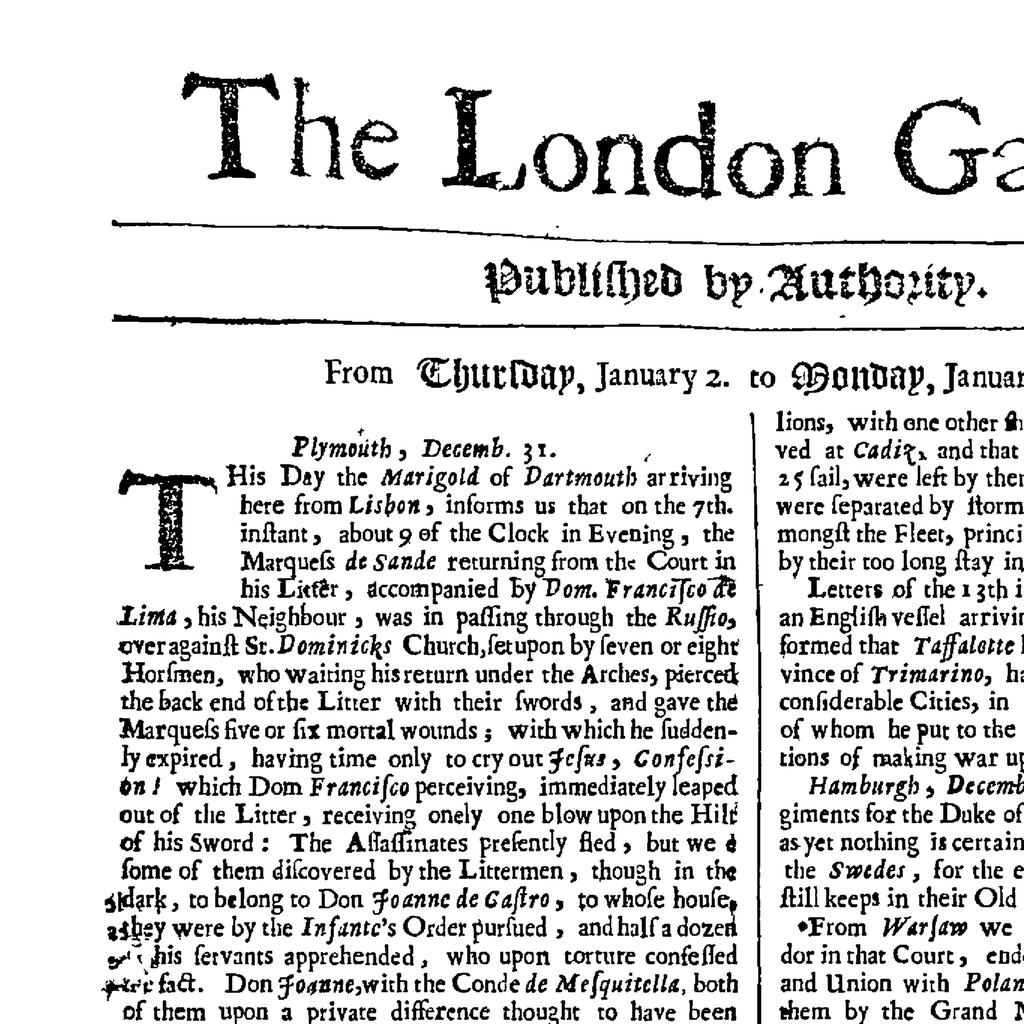 The London Ga
Publiſhed by Authority.
From Thurſday, January 2. to Monday, Januar
Plymouth, Decemb. 31.
THis Day the Marigold of Dartmouth arriving
here from Lisbon, informs us that on the 7th.
inſtant, about 9 of the Clock in Evening, the
Marqueſs de Sande returning from the Court in
his Litter, accompanied by Dom. Franciſco de
Lima, his Neighbour, was in paſſing through the Ruſſio,
over againſt St. Dominicks Church, ſet upon by ſeven or eight
Horſmen, who waiting his return under the Arches, pierced
the back end of the Litter with their ſwords, and gave the
Marqueſs five or ſix mortal wounds; with which he ſudden-
ly expired, having time only to cry out Jeſus, Confeſſi-
on! which Dom Franciſco perceiving, immediately leaped
out of the Litter, receiving onely one blow upon the Hilt
of his Sword: The Aſſaſſinates preſently fled, but we
ſome of them diſcovered by the Littermen, though in the
dark, to belong to Don Joanne de Caſtro, to whoſe houſe,
they were by the Infante's Order purſued, and half a dozen
his ſervants apprehended, who upon torture confeſſed
fact. Don Joanne, with the Conde de Meſquitella, both
of them upon a private difference thought to have been
lions, with one other
ved at Cadiz, and that
25 ſail, were left by
were ſeparated by ſtorm
mongſt the Fleet, princi
by their too long ſtay in
Letters of the 13th
an Engliſh veſſel arrivin
formed that Taffalotte
vince of Trimarino, ha
conſiderable Cities, in
of whom he put to the
tions of making war up
Hamburgh, Decemb
giments for the Duke of
as yet nothing is certain
the Swedes, for the
ſtill keeps in their Old
From Warſaw we
dor in that Court,
and Union with Polan
them by the Grand